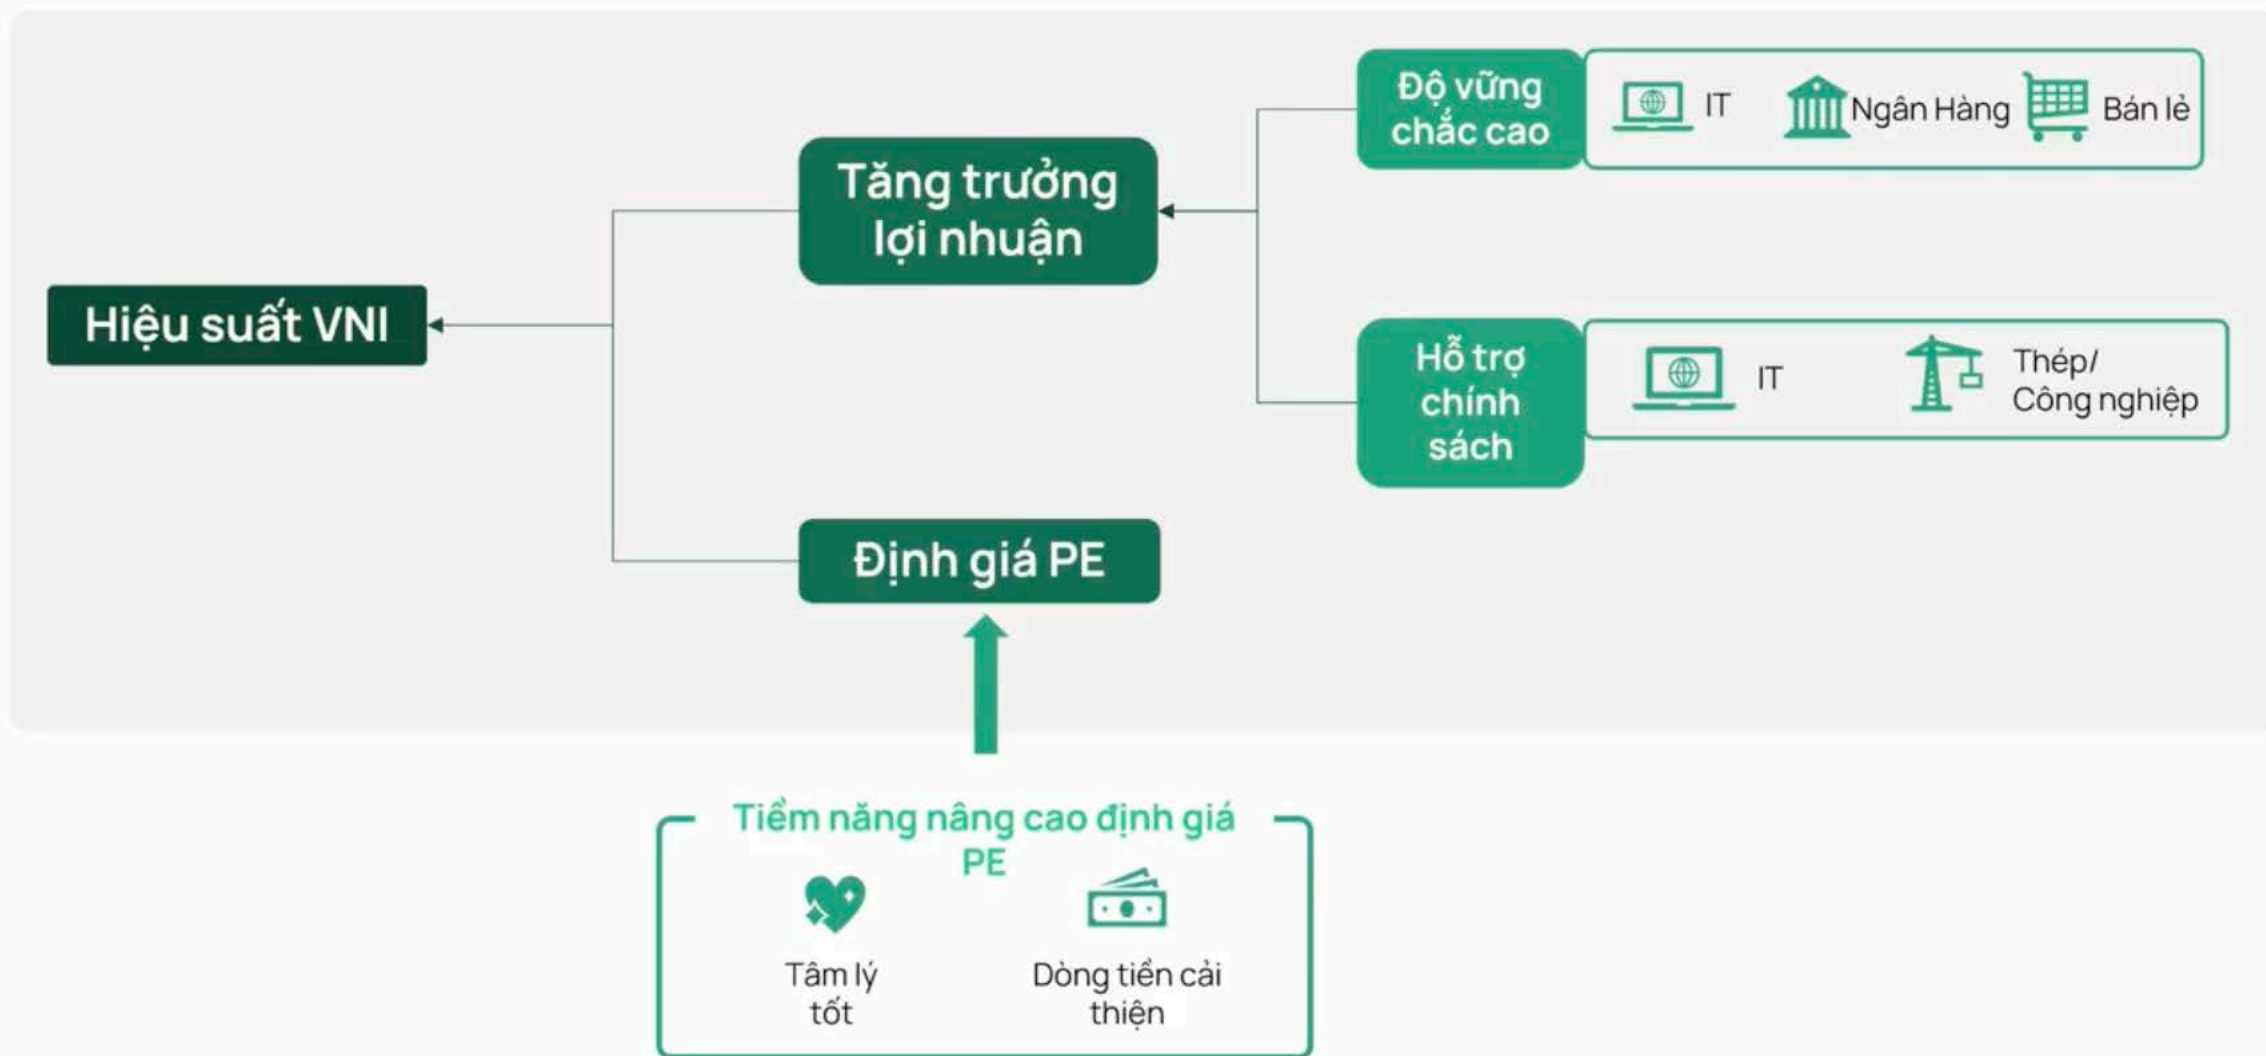 Độ vững
chắc cao
IT
Ngân Hàng
Bán lẻ
Tăng trưởng
lợi nhuận
Hiệu suất VNI
Hỗ trợ
chính
sách
IT
Thép/
Công nghiệp
Định giá PE
Tiềm năng nâng cao định giá
PE
Tâm lý
tốt
Dòng tiền cải
thiện